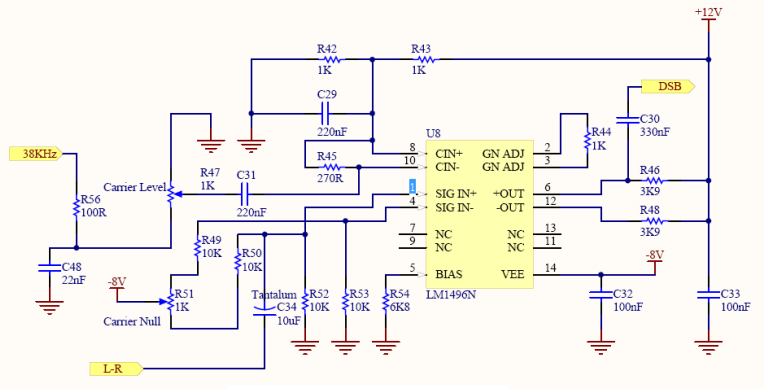 +12V
R42
1K
R43
1K
DSB
C29
220nF
U8
C30
330nF
R44
1K
38KHz
R47
1K
C31
220nF
R45
270R
8
CIN+
GN ADJ
2
10
CIN-
GN ADJ
3
Carrier Level
R56
100R
1
SIG IN+
+OUT
6
R46
3K9
4
SIG IN-
-OUT
12
R48
3K9
R49
10K
R50
10K
7
NC
NC
13
9
NC
NC
11
C48
22nF
-8V
R51
1K
Carrier Null
Tantalum
C34
10uF
R52
10K
R53
10K
R54
6K8
5
BIAS
VEE
14
LM1496N
-8V
C32
100nF
C33
100nF
L-R